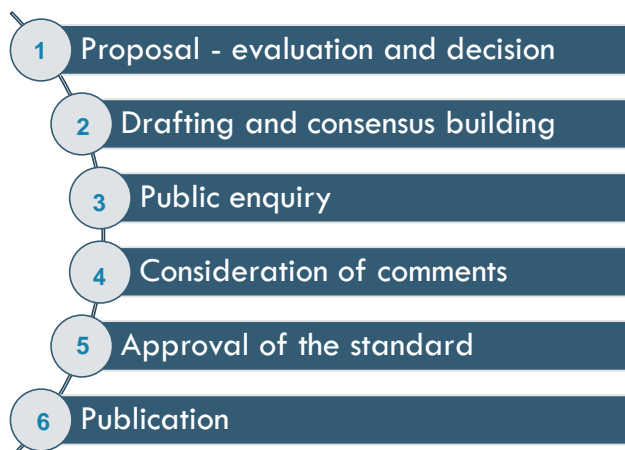 1 Proposal - evaluation and decision
2 Drafting and consensus building
3 Public enquiry
4 Consideration of comments
5 Approval of the standard
6 Publication